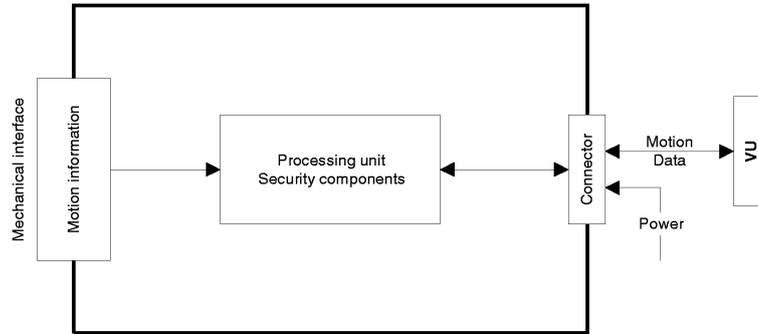 Mechanical interface
Motion information
Processing unit
Security components
Connector
Motion
Data
Power
VU